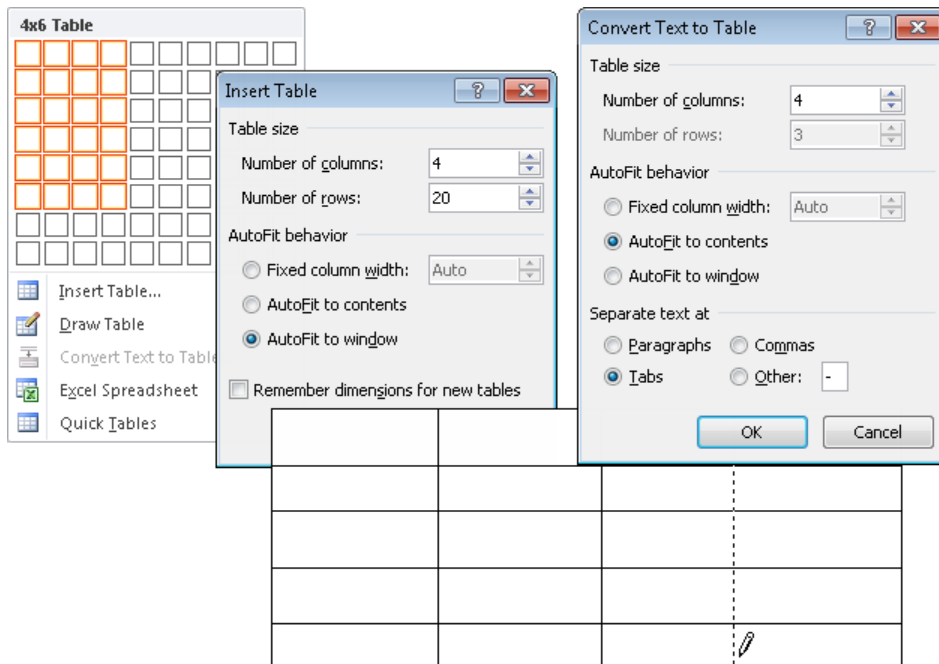 4x6 Table
Insert Table...
Draw Table
Convert Text to Table
Excel Spreadsheet
Quick Tables
Insert Table
Table size
Number of columns: 4
Number of rows: 20
AutoFit behavior
Fixed column width: Auto
AutoFit to contents
AutoFit to window
Remember dimensions for new tables
Convert Text to Table
Table size
Number of columns: 4
Number of rows: 3
AutoFit behavior
Fixed column width: Auto
AutoFit to contents
AutoFit to window
Separate text at
Paragraphs Commas
Tabs Other: -
OK Cancel